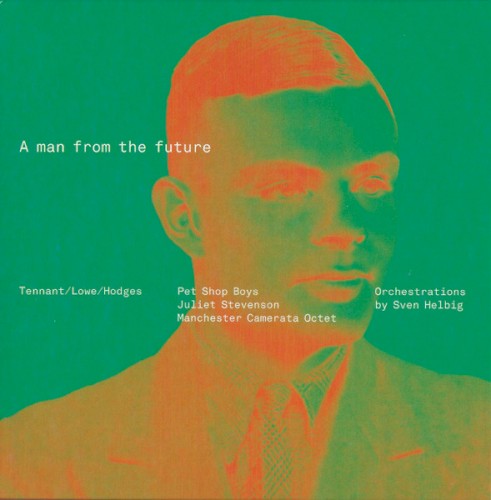 A man from the future
Tennant/Lowe/Hodges
Pet Shop Boys
Juliet Stevenson
Manchester Camerata Octet
Orchestrations
by Sven Helbig